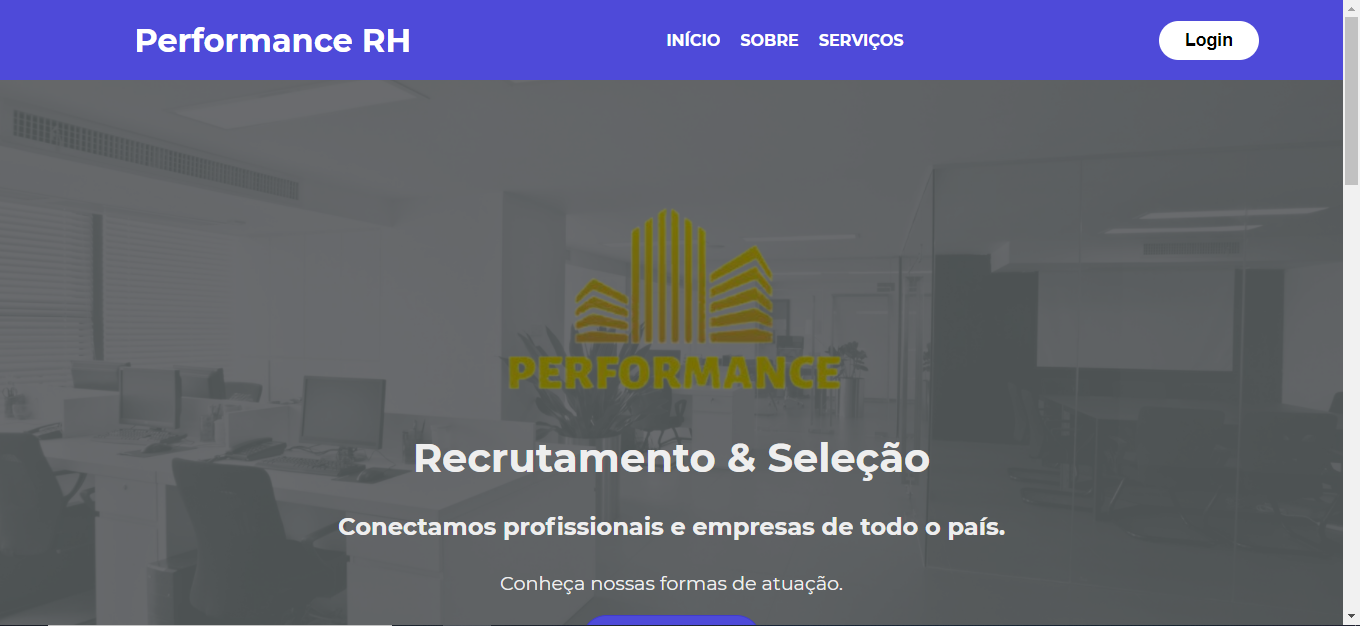 Performance RH
INÍCIO SOBRE SERVIÇOS
Login
PERFORMANCE
Recrutamento & Seleção
Conectamos profissionais e empresas de todo o país.
Conheça nossas formas de atuação.